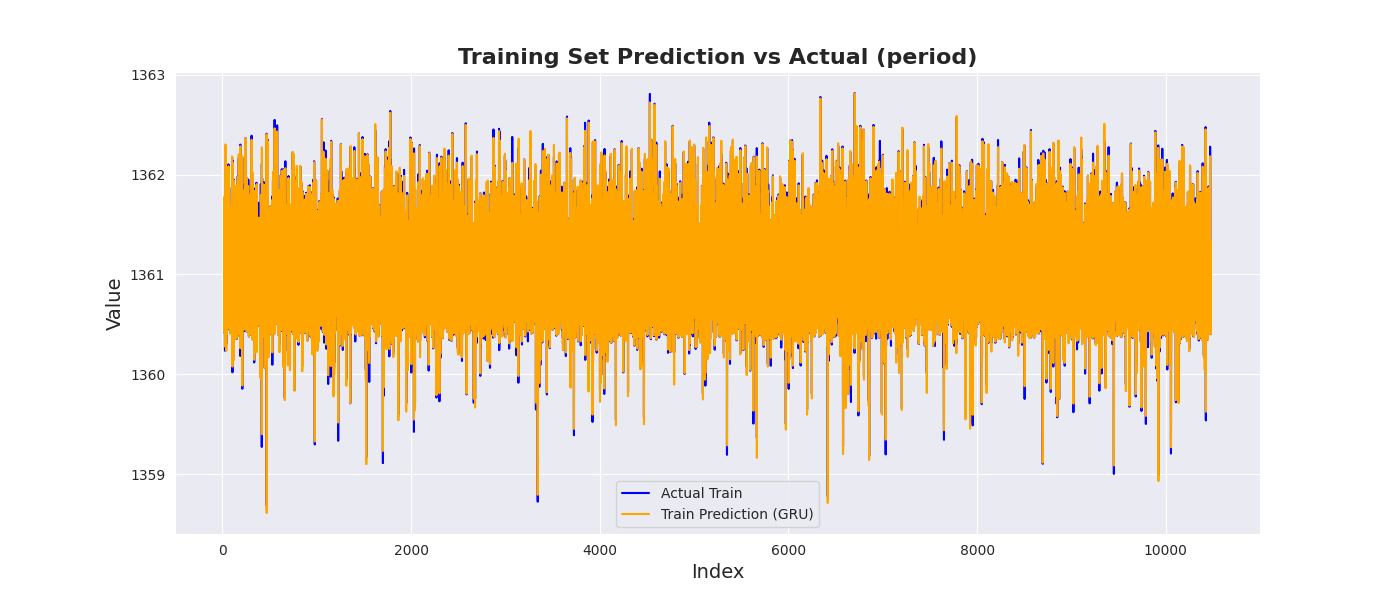 Training Set Prediction vs Actual (period)
1363
1362
1361
1360
1359
Value
0
2000
4000
6000
8000
10000
Index
Actual Train
Train Prediction (GRU)